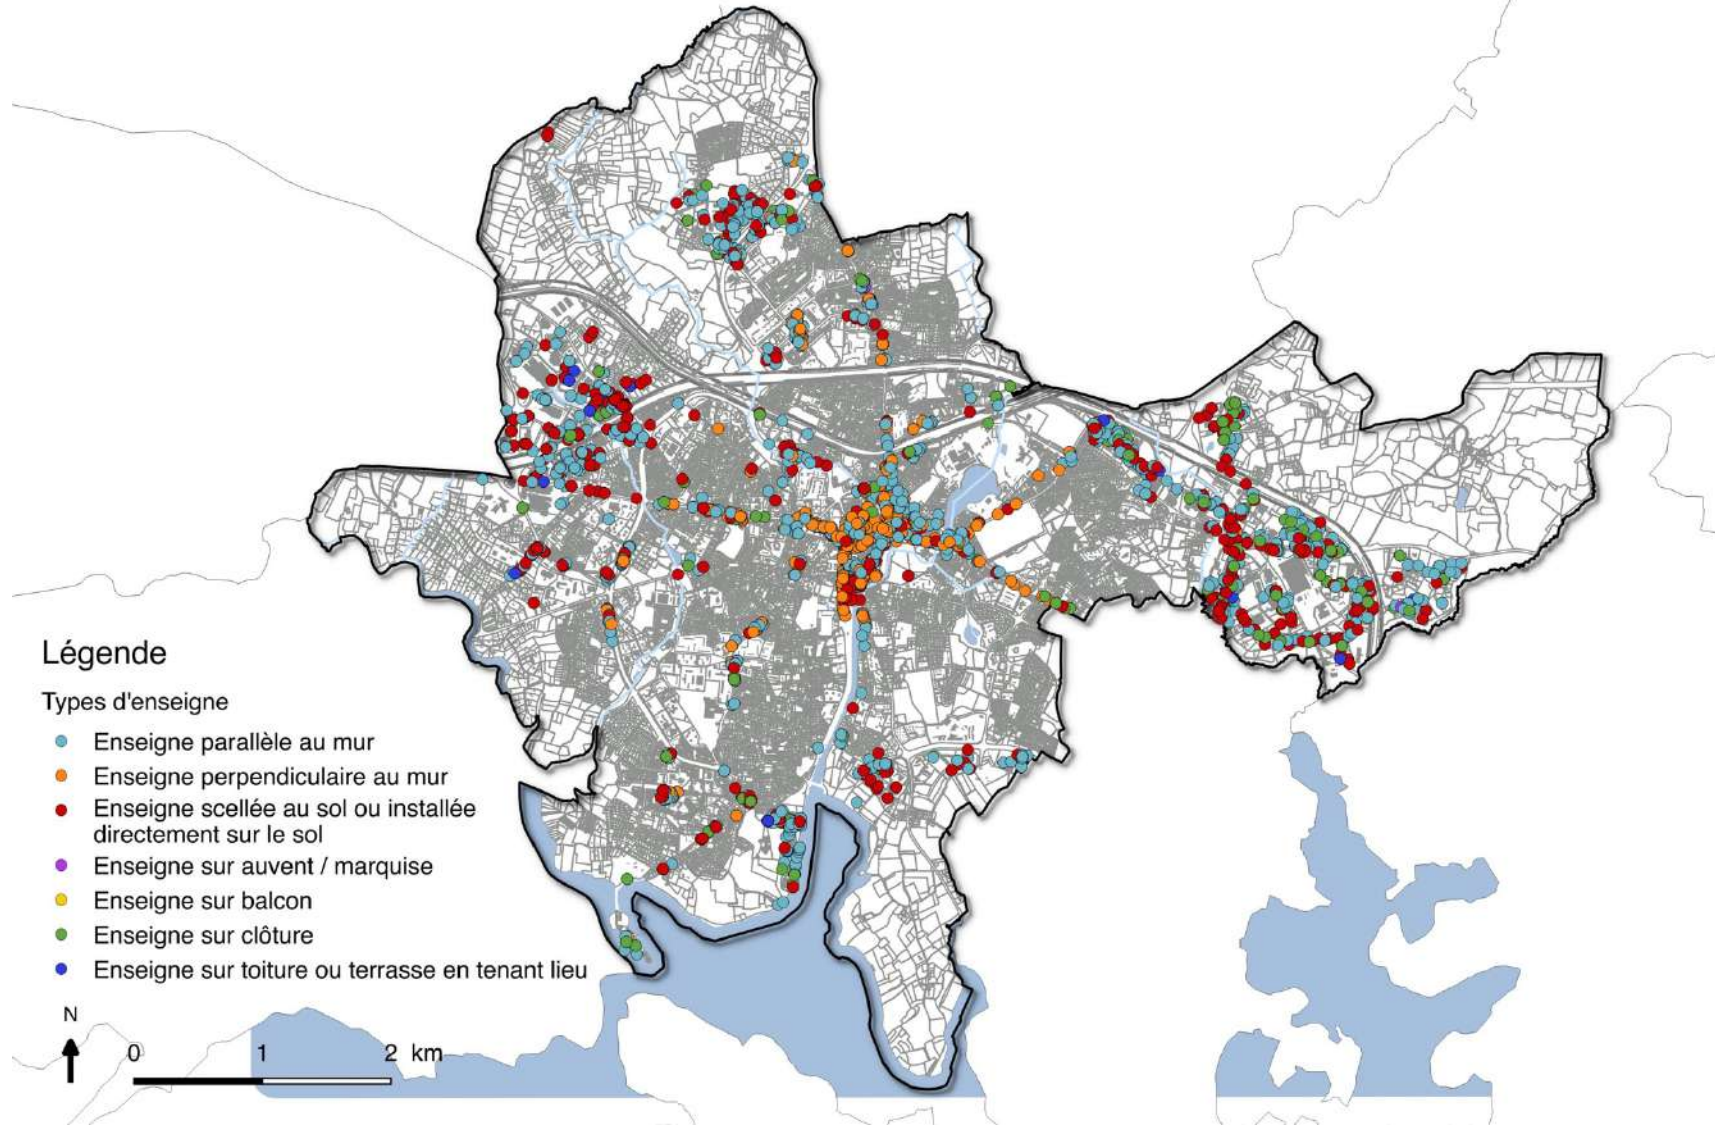 Légende
Types d'enseigne
Enseigne parallèle au mur
Enseigne perpendiculaire au mur
Enseigne scellée au sol ou installée
directement sur le sol
Enseigne sur auvent / marquise
Enseigne sur balcon
Enseigne sur clôture
Enseigne sur toiture ou terrasse en tenant lieu
N
0 1 2 km